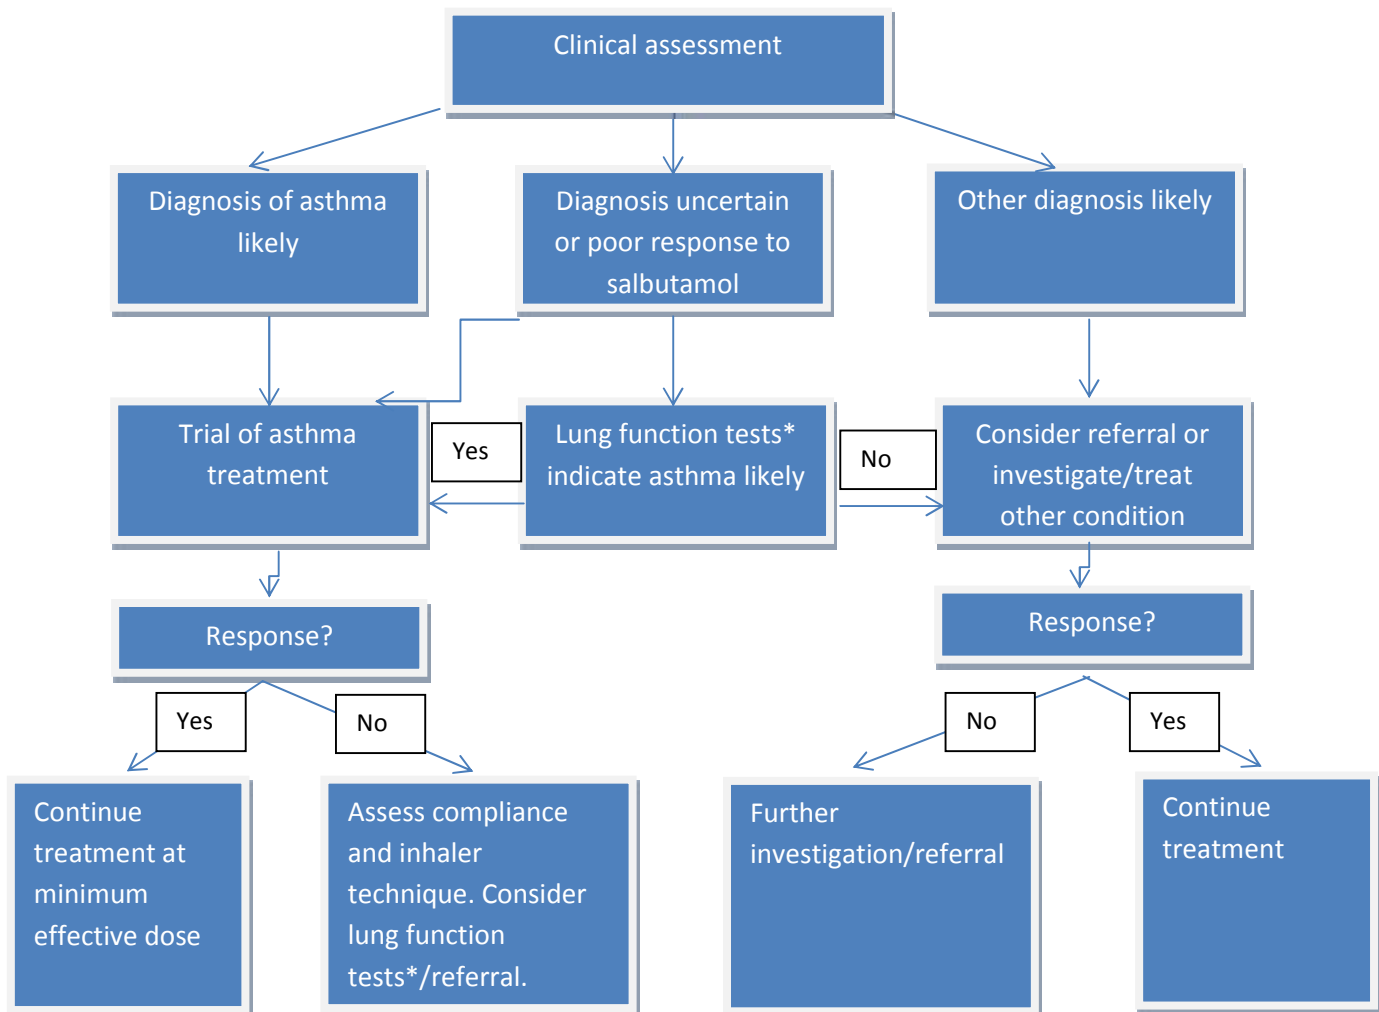 Clinical assessment
Diagnosis of asthma
likely
Diagnosis uncertain
or poor response to
salbutamol
Other diagnosis likely
Trial of asthma
treatment
Yes
Lung function tests*
indicate asthma likely
No
Consider referral or
investigate/treat
other condition
Response?
Response?
Yes
No
No
Yes
Continue
treatment at
minimum
effective dose
Assess compliance
and inhaler
technique. Consider
lung function
tests*/referral.
Further
investigation/referral
Continue
treatment